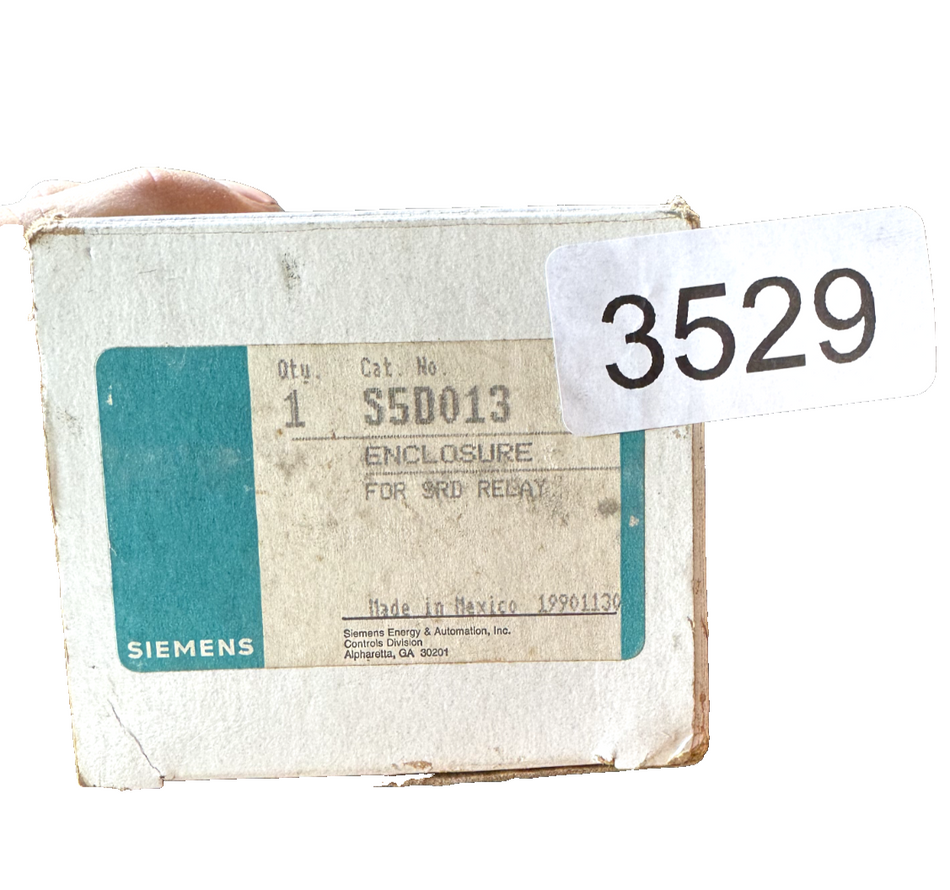 3529
Qty. Cat. No.
1 S5D013
ENCLOSURE
FOR SRD RELAY
Made in Mexico 19901130
Siemens Energy & Automation, Inc.
Controls Division
Alpharetta, GA 30201
SIEMENS